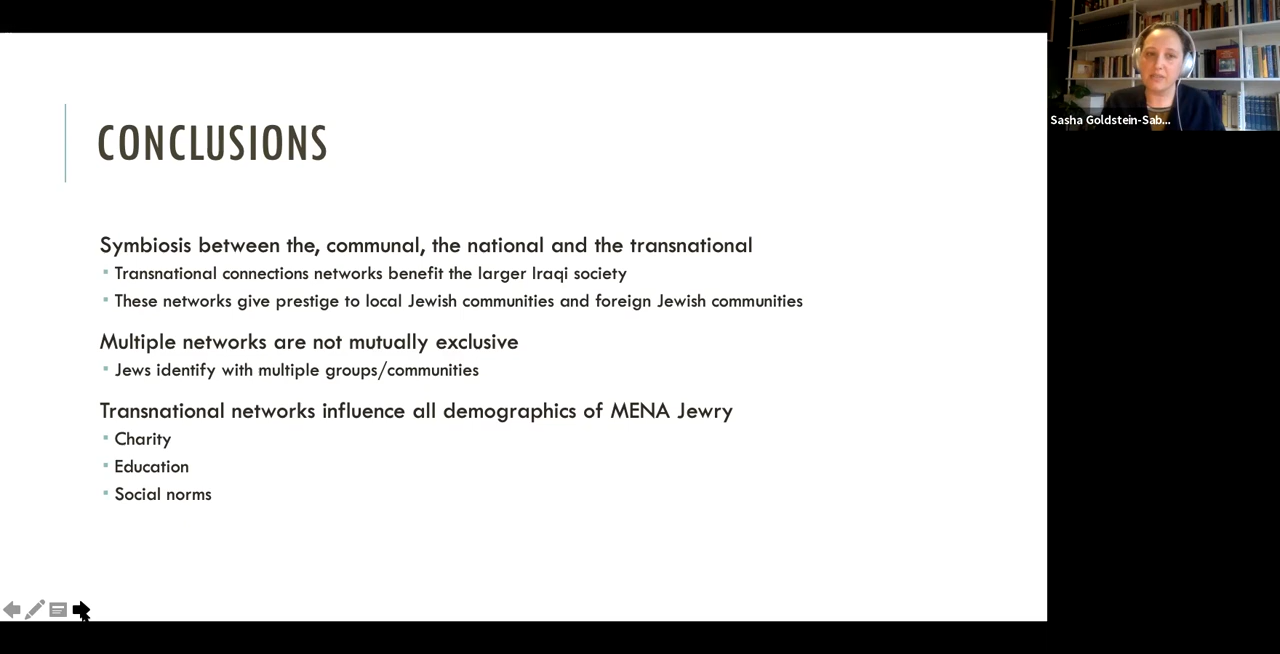 CONCLUSIONS
Symbiosis between the, communal, the national and the transnational
Transnational connections networks benefit the larger Iraqi society
These networks give prestige to local Jewish communities and foreign Jewish communities
Multiple networks are not mutually exclusive
Jews identify with multiple groups/communities
Transnational networks influence all demographics of MENA Jewry
Charity
Education
Social norms
Sasha Goldstein-Sab...